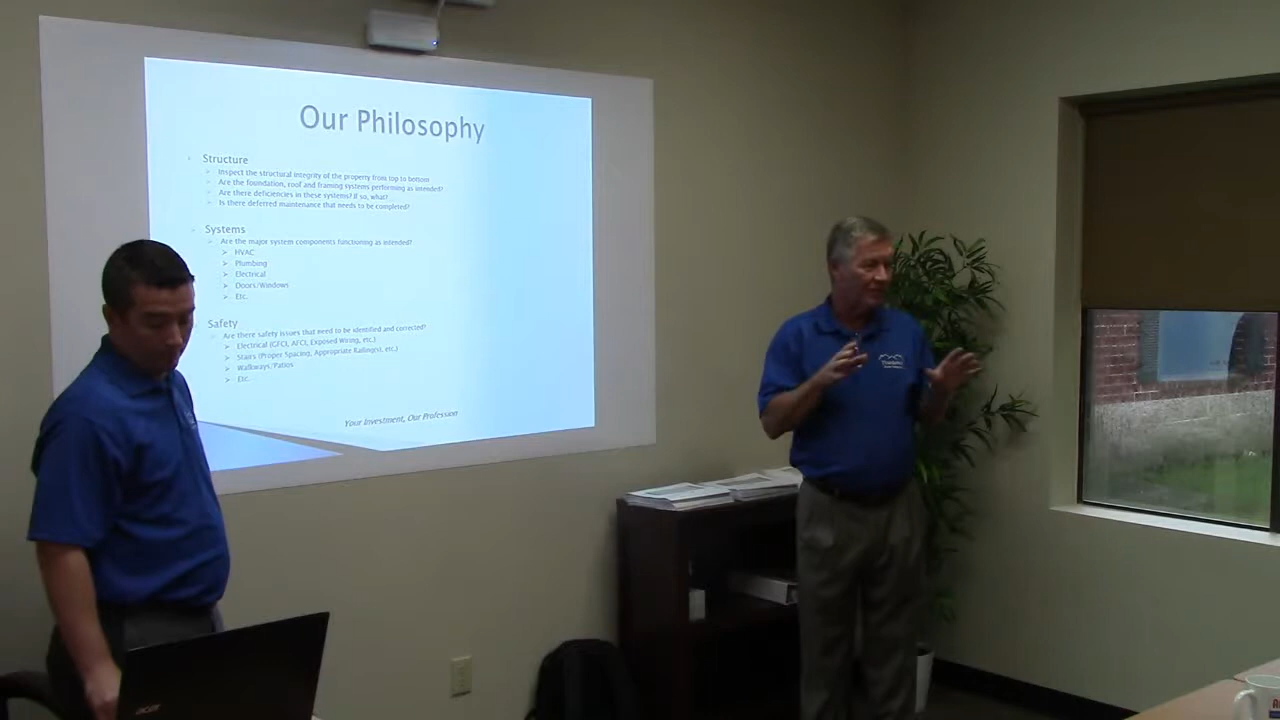 Our Philosophy
Structure
Inspect the structural integrity of the property from top to bottom
Are the foundation, roof and framing systems performing as intended?
Are there deficiencies in these systems? If so, what?
Is there deferred maintenance that needs to be completed?
Systems
Are the major system components functioning as intended?
HVAC
Plumbing
Electrical
Doors/Windows
Etc.
Safety
Are there safety issues that need to be identified and corrected?
Electrical (GFCI, AFCI, Exposed Wiring, etc.)
Stairs (Proper Spacing, Appropriate Railing(s), etc.)
Walkways/Patios
Etc.
Your Investment, Our Profession
acer